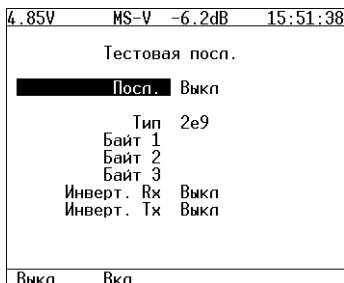 4.85V MS-V -6.2dB 15:51:38
Тестовая посл.
Посл. Выкл
Тип 2e9
Байт 1
Байт 2
Байт 3
Инверт. Rx Выкл
Инверт. Tx Выкл
Выкл Вкл